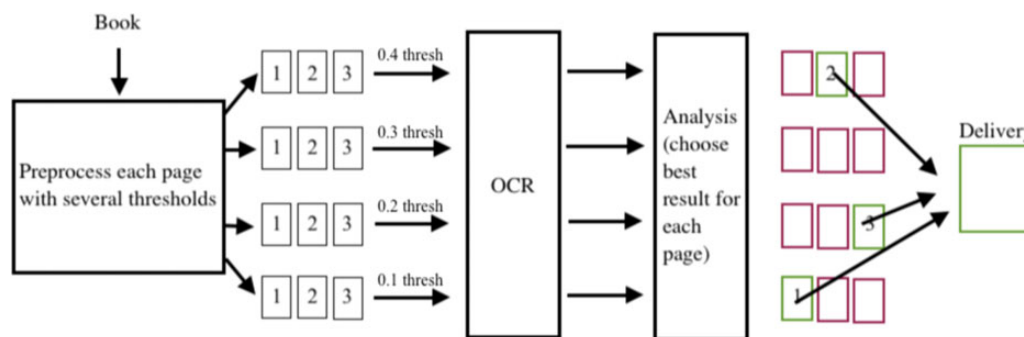 Book
Preprocess each page
with several thresholds
1 2 3
0.4 thresh
1 2 3
0.3 thresh
1 2 3
0.2 thresh
1 2 3
0.1 thresh
OCR
Analysis
(choose
best
result for
each
page)
2
3
1
Deliver